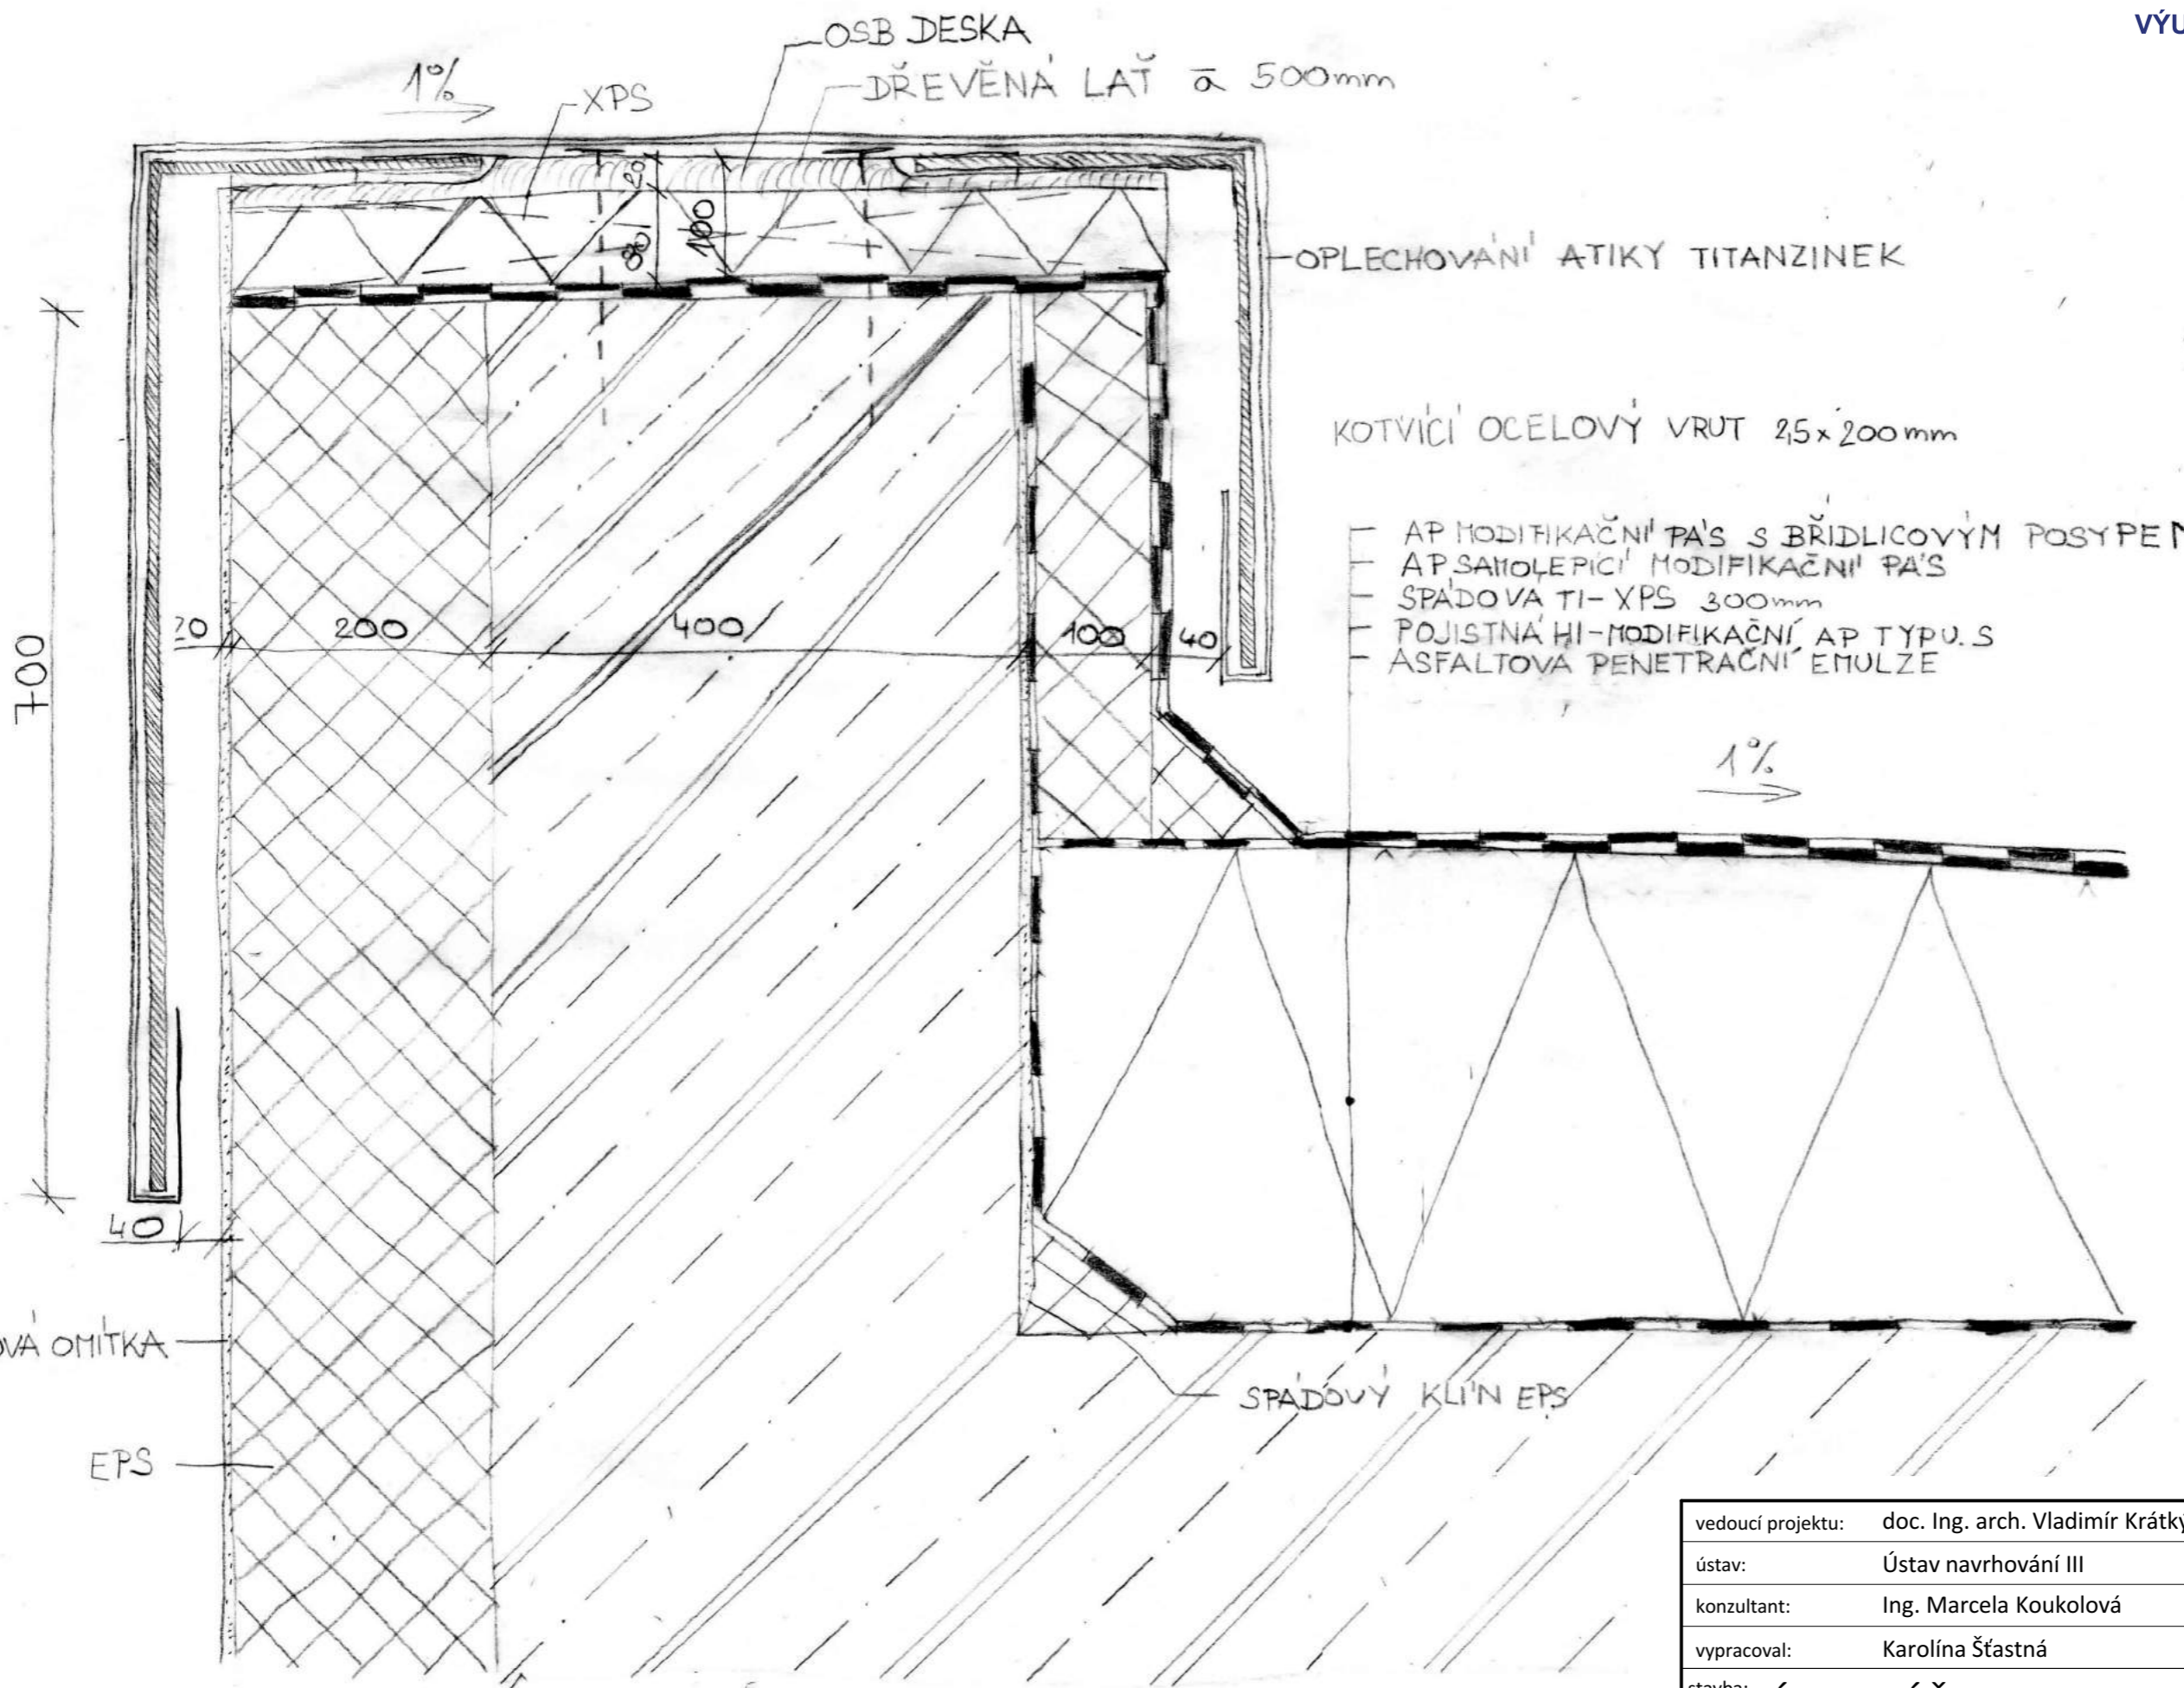 OSB DESKA
DŘEVĚNÁ LAŤ ā 500mm
1%
XPS
20
80
100
OPLECHOVÁNÍ ATIKY TITANZINEK
KOTVÍCÍ OCELOVÝ VRUT 2,5x200mm
AP MODIFIKAČNÍ PÁS S BŘIDLICOVÝM POSYPEM
AP SAMOLEPICÍ MODIFIKAČNÍ PÁS
SPÁDOVÁ TI-XPS 300mm
POJISTNÁ HI-MODIFIKAČNÍ AP TYPU.S
ASFALTOVÁ PENETRAČNÍ EMULZE
700
20
200
400
100
40
1%
40
OVÁ OMÍTKA
SPÁDOVÝ KLÍN EPS
EPS
vedoucí projektu: doc. Ing. arch. Vladimír Krátký
ústav: Ústav navrhování III
konzultant: Ing. Marcela Koukolová
vypracoval: Karolína Šťastná
stavba: